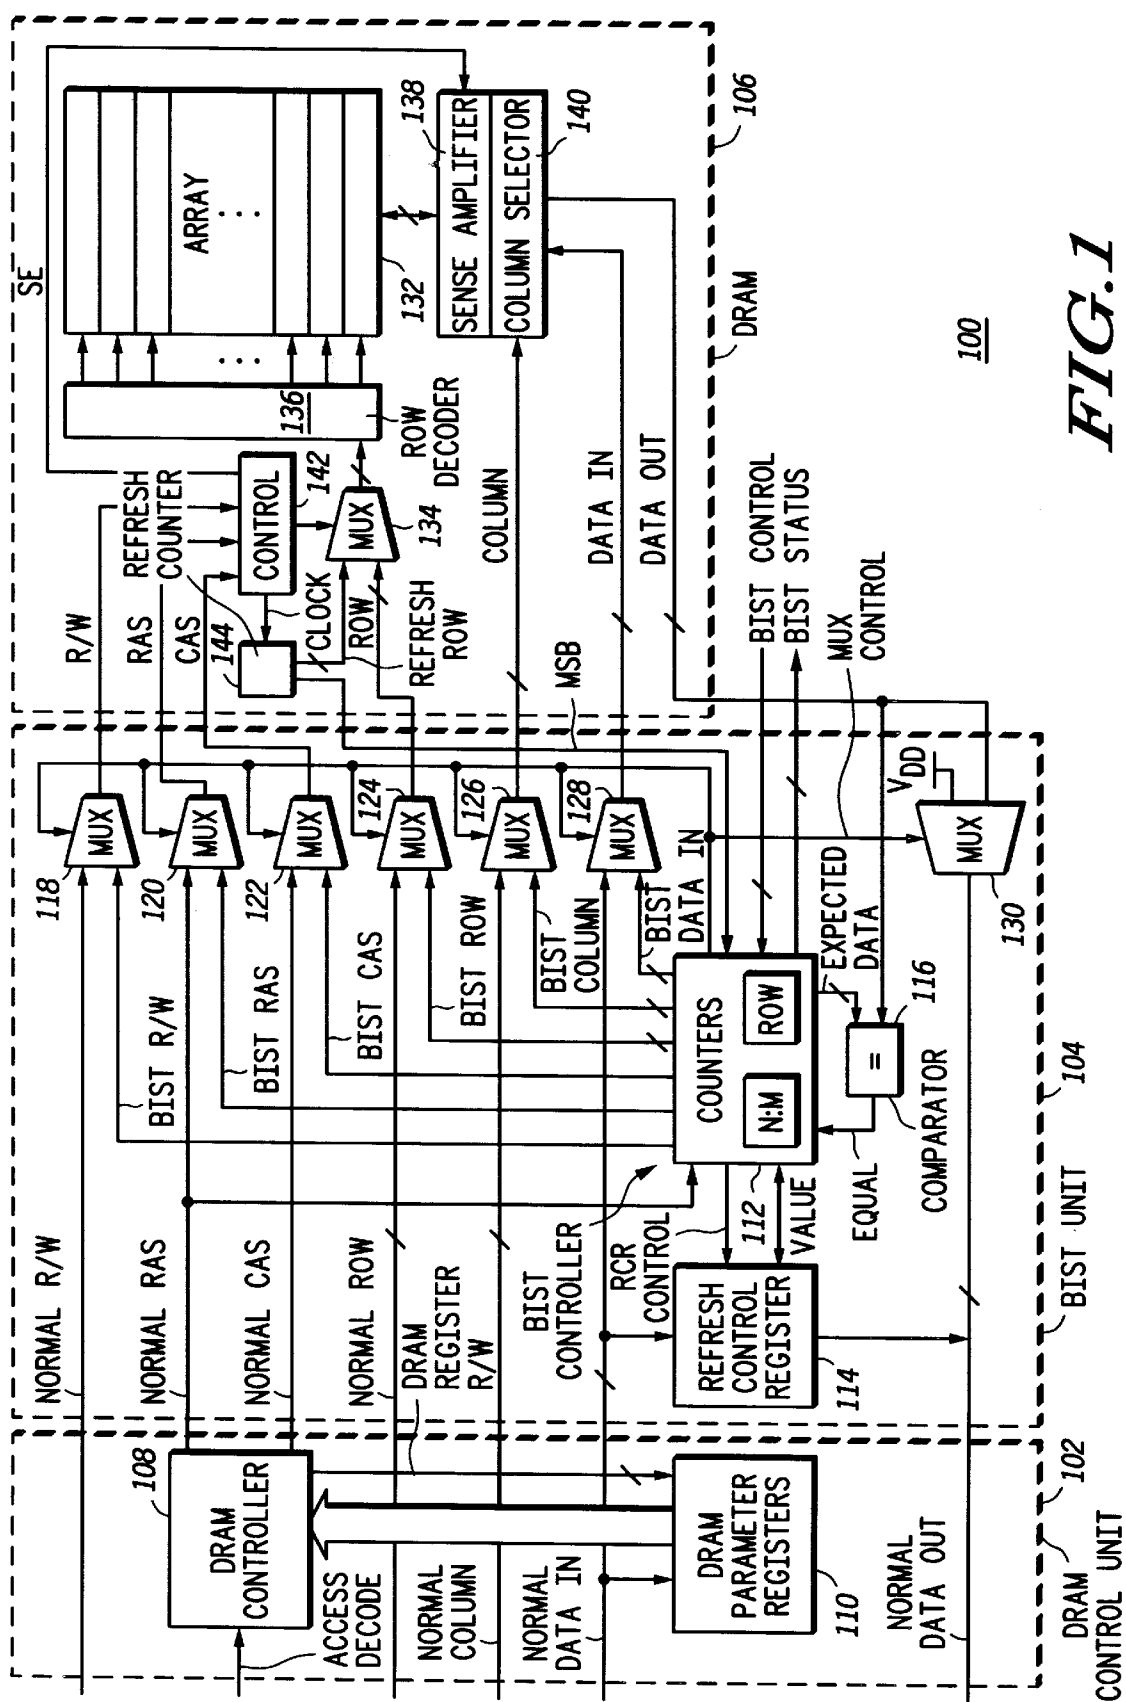 SE
ARRAY
132
SENSE AMPLIFIER
138
COLUMN SELECTOR
140
106
DRAM
136
ROW
DECODER
R/W
RAS
CAS
REFRESH
COUNTER
144
CONTROL
142
CLOCK
MUX
134
ROW
REFRESH
ROW
COLUMN
DATA IN
DATA OUT
MSB
BIST CONTROL
BIST STATUS
MUX
CONTROL
MUX
118
MUX
120
MUX
122
MUX
124
MUX
126
MUX
128
VDD
MUX
130
BIST R/W
BIST RAS
BIST CAS
BIST ROW
BIST
COLUMN
BIST
DATA IN
COUNTERS
N:M
ROW
112
EXPECTED
DATA
=
116
COMPARATOR
EQUAL
VALUE
RCR
CONTROL
BIST
CONTROLLER
REFRESH
CONTROL
REGISTER
114
104
BIST UNIT
NORMAL R/W
NORMAL RAS
NORMAL CAS
NORMAL ROW
DRAM
REGISTER
R/W
108
DRAM
CONTROLLER
ACCESS
DECODE
NORMAL
COLUMN
NORMAL
DATA IN
DRAM
PARAMETER
REGISTERS
110
NORMAL
DATA OUT
102
DRAM
CONTROL UNIT
100
FIG.1